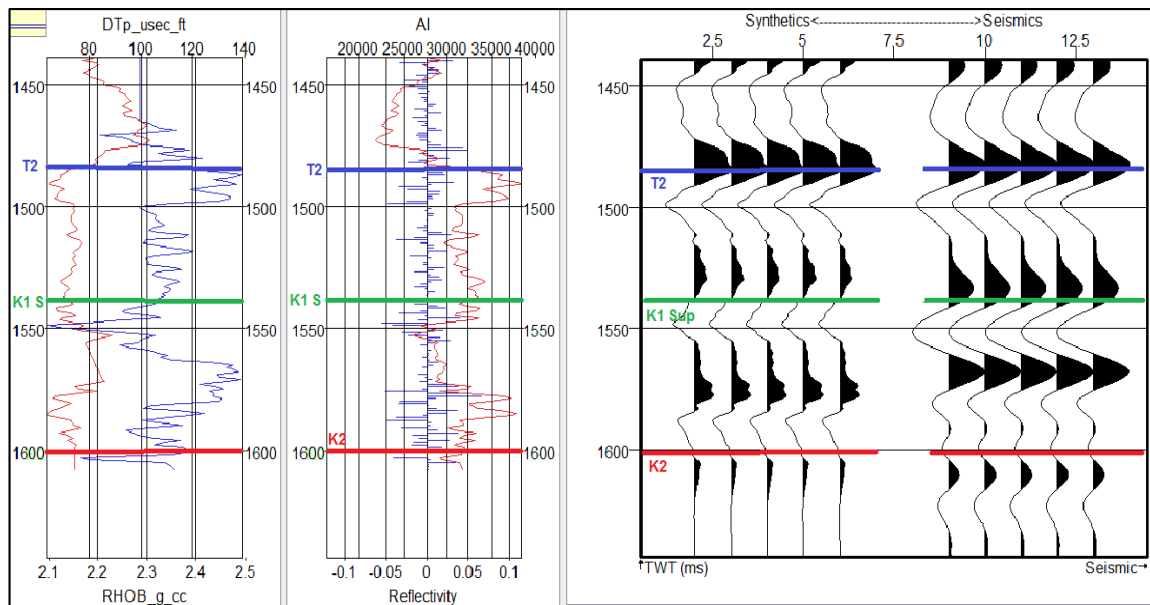 DTp_usec_ft
80 100 120 140
AI
20000 25000 30000 35000 40000
Synthetics<-------------------->Seismics
2,5 5 7,5 10 12,5
1450 1450 1450 1450 1450
T2 T2 T2
1500 1500 1500 1500 1500
K1 S K1 S K1 Sup
1550 1550 1550 1550 1550
K2 K2
1600 1600 1600 1600 1600
TWT (ms) Seismic
2.1 2.2 2.3 2.4 2.5
RHOB_g_cc
-0.1 -0.05 0 0.05 0.1
Reflectivity